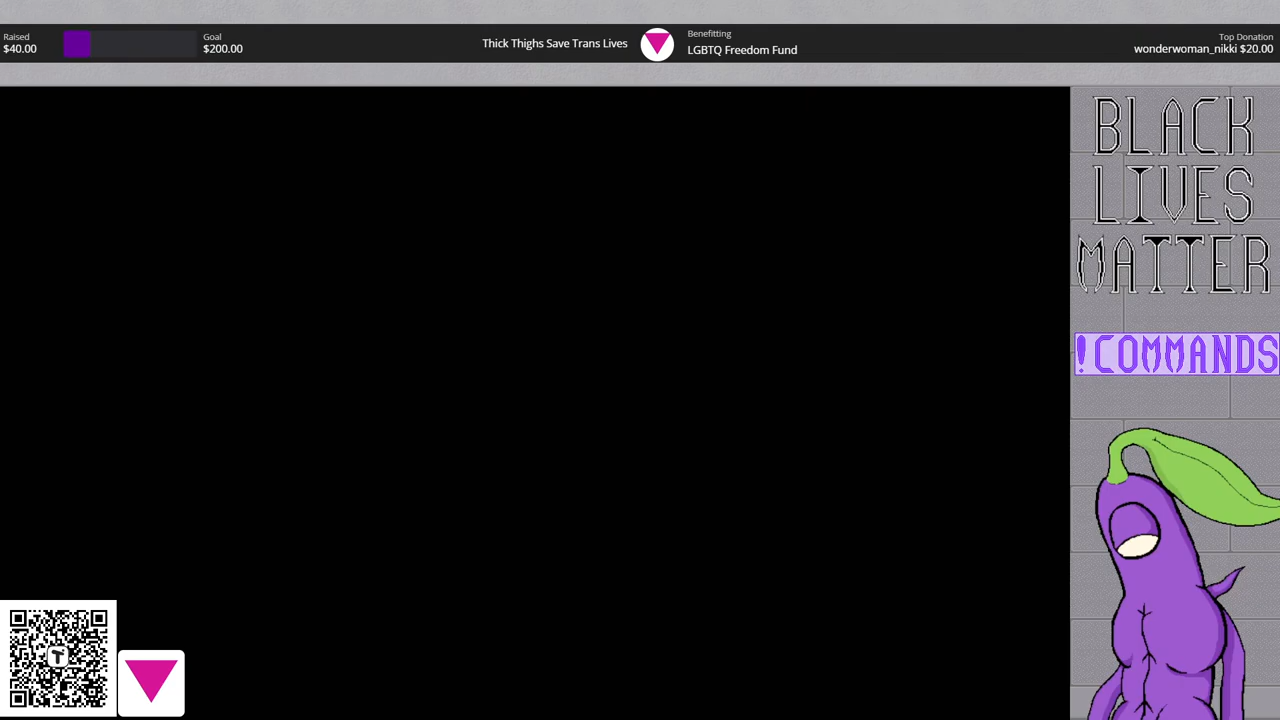 Raised
$40.00
Goal
$200.00
Thick Thighs Save Trans Lives
Benefitting
LGBTQ Freedom Fund
Top Donation
wonderwoman_nikki $20.00
BLACK
LIVES
MATTER
!COMMANDS
T